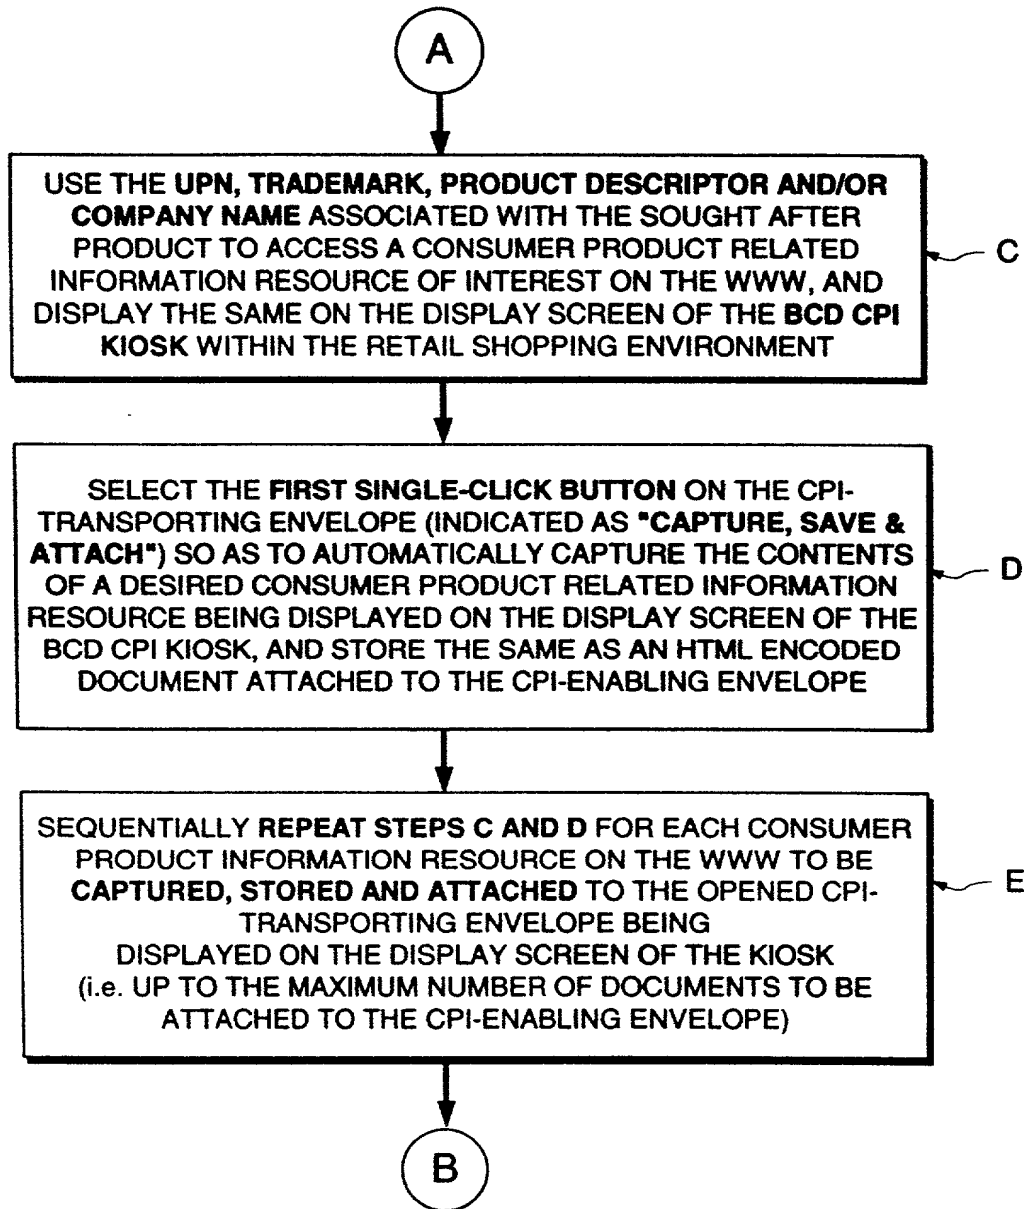 A
USE THE UPN, TRADEMARK, PRODUCT DESCRIPTOR AND/OR
COMPANY NAME ASSOCIATED WITH THE SOUGHT AFTER
PRODUCT TO ACCESS A CONSUMER PRODUCT RELATED
INFORMATION RESOURCE OF INTEREST ON THE WWW, AND
DISPLAY THE SAME ON THE DISPLAY SCREEN OF THE BCD CPI
KIOSK WITHIN THE RETAIL SHOPPING ENVIRONMENT
C
SELECT THE FIRST SINGLE-CLICK BUTTON ON THE CPI-
TRANSPORTING ENVELOPE (INDICATED AS "CAPTURE, SAVE &
ATTACH") SO AS TO AUTOMATICALLY CAPTURE THE CONTENTS
OF A DESIRED CONSUMER PRODUCT RELATED INFORMATION
RESOURCE BEING DISPLAYED ON THE DISPLAY SCREEN OF THE
BCD CPI KIOSK, AND STORE THE SAME AS AN HTML ENCODED
DOCUMENT ATTACHED TO THE CPI-ENABLING ENVELOPE
D
SEQUENTIALLY REPEAT STEPS C AND D FOR EACH CONSUMER
PRODUCT INFORMATION RESOURCE ON THE WWW TO BE
CAPTURED, STORED AND ATTACHED TO THE OPENED CPI-
TRANSPORTING ENVELOPE BEING
DISPLAYED ON THE DISPLAY SCREEN OF THE KIOSK
(i.e. UP TO THE MAXIMUM NUMBER OF DOCUMENTS TO BE
ATTACHED TO THE CPI-ENABLING ENVELOPE)
E
B